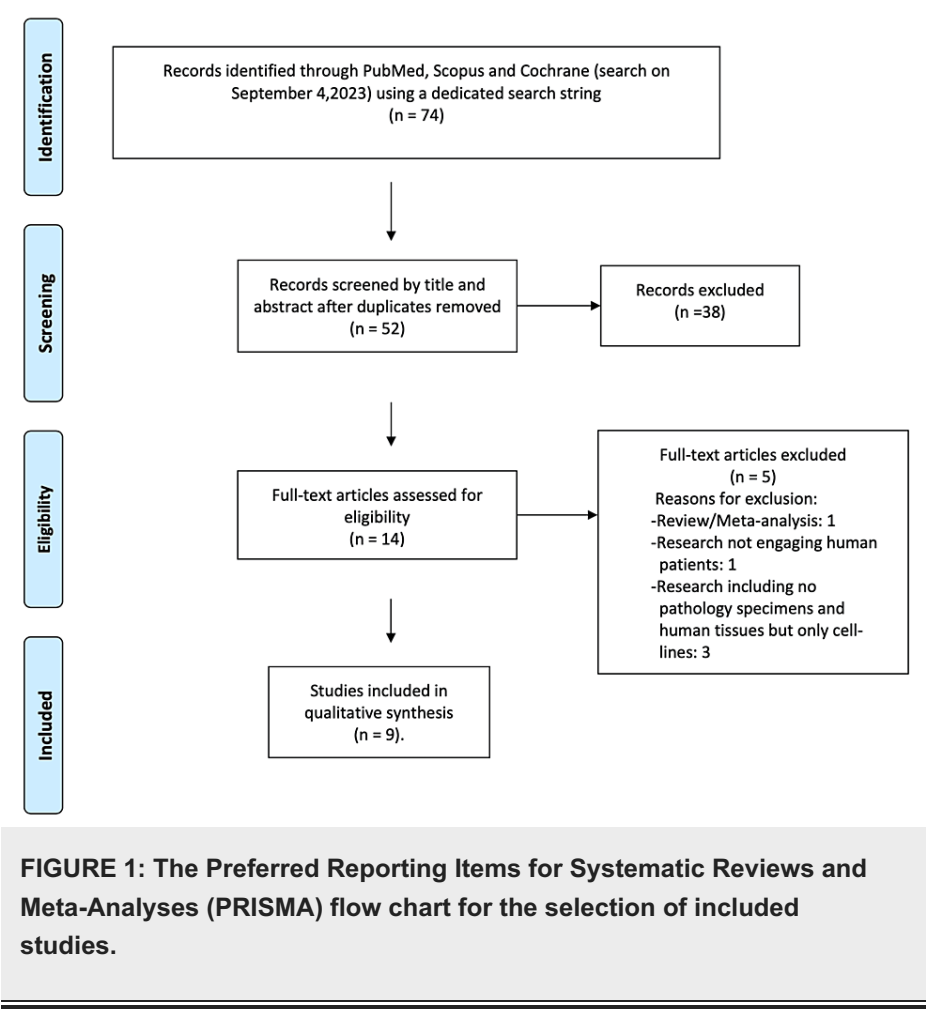 Identification
Records identified through PubMed, Scopus and Cochrane (search on
September 4,2023) using a dedicated search string
(n = 74)
Screening
Records screened by title and
abstract after duplicates removed
(n = 52)
Records excluded
(n =38)
Eligibility
Full-text articles assessed for
eligibility
(n = 14)
Full-text articles excluded
(n = 5)
Reasons for exclusion:
-Review/Meta-analysis: 1
-Research not engaging human
patients: 1
-Research including no
pathology specimens and
human tissues but only cell-
lines: 3
Included
Studies included in
qualitative synthesis
(n = 9).
FIGURE 1: The Preferred Reporting Items for Systematic Reviews and
Meta-Analyses (PRISMA) flow chart for the selection of included
studies.